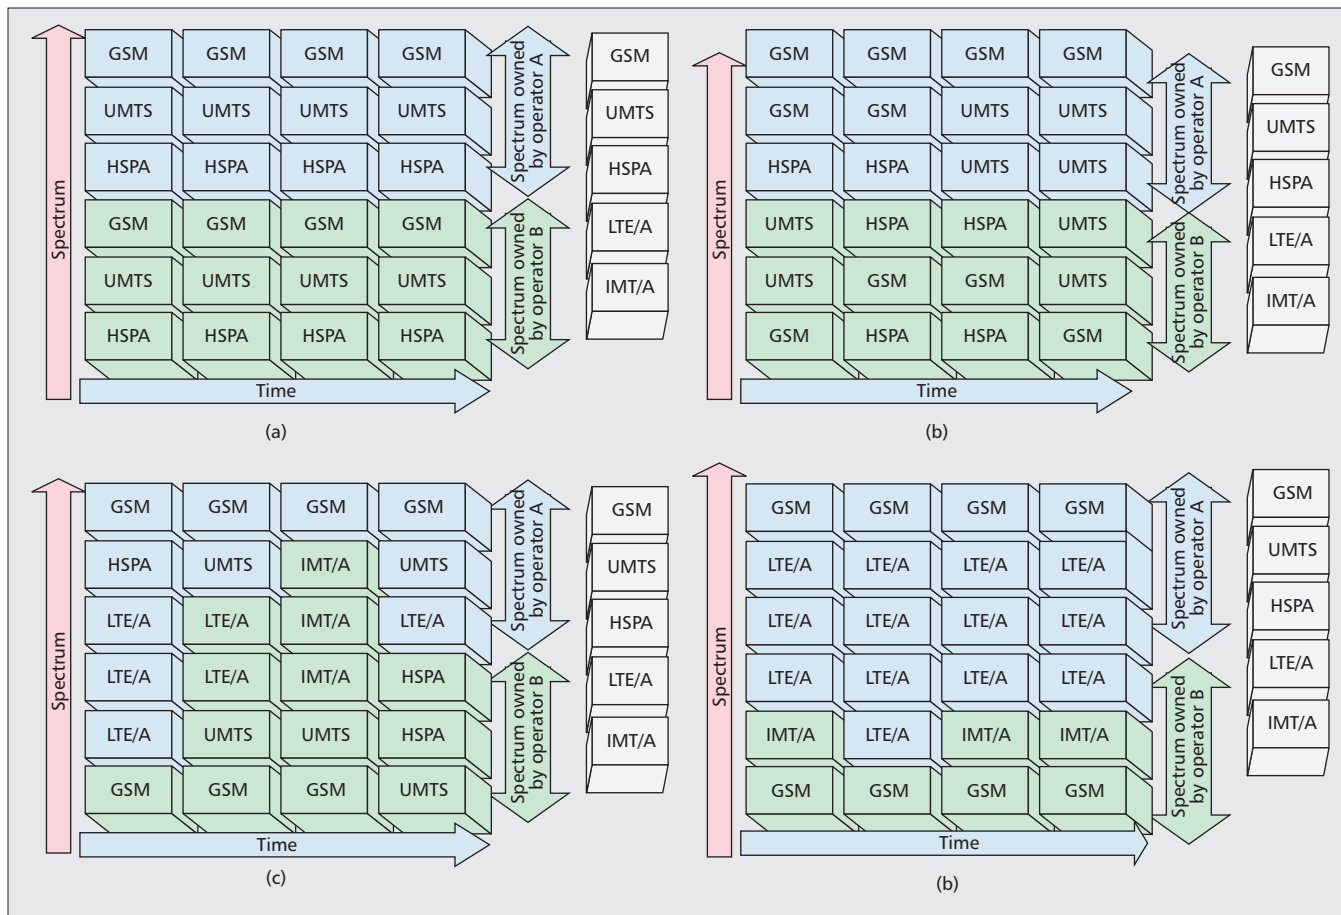 Spectrum
GSM GSM GSM GSM
UMTS UMTS UMTS UMTS
HSPA HSPA HSPA HSPA
GSM GSM GSM GSM
UMTS UMTS UMTS UMTS
HSPA HSPA HSPA HSPA
Spectrum owned
by operator A
Spectrum owned
by operator B
GSM
UMTS
HSPA
LTE/A
IMT/A
Time
(a)
Spectrum
GSM GSM GSM GSM
GSM GSM UMTS UMTS
HSPA HSPA UMTS UMTS
UMTS HSPA HSPA UMTS
UMTS GSM GSM UMTS
GSM HSPA HSPA GSM
Spectrum owned
by operator A
Spectrum owned
by operator B
GSM
UMTS
HSPA
LTE/A
IMT/A
Time
(b)
Spectrum
GSM GSM GSM GSM
HSPA UMTS IMT/A UMTS
LTE/A LTE/A IMT/A LTE/A
LTE/A LTE/A IMT/A HSPA
LTE/A UMTS UMTS HSPA
GSM GSM GSM UMTS
Spectrum owned
by operator A
Spectrum owned
by operator B
GSM
UMTS
HSPA
LTE/A
IMT/A
Time
(c)
Spectrum
GSM GSM GSM GSM
LTE/A LTE/A LTE/A LTE/A
LTE/A LTE/A LTE/A LTE/A
LTE/A LTE/A LTE/A LTE/A
IMT/A LTE/A IMT/A IMT/A
GSM GSM GSM GSM
Spectrum owned
by operator A
Spectrum owned
by operator B
GSM
UMTS
HSPA
LTE/A
IMT/A
Time
(b)